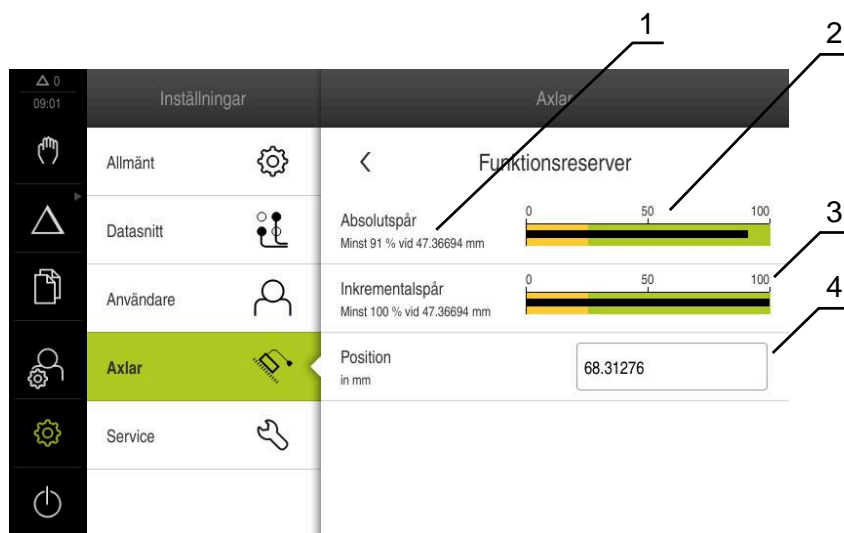 1
2
3
4
0
09:01
Inställningar
Axlar
Allmänt
Datasnitt
Användare
Axlar
Service
Funktionsreserver
Absolutspår
Minst 91 % vid 47.36694 mm
0 50 100
Inkrementalspår
Minst 100 % vid 47.36694 mm
0 50 100
Position
in mm
68.31276